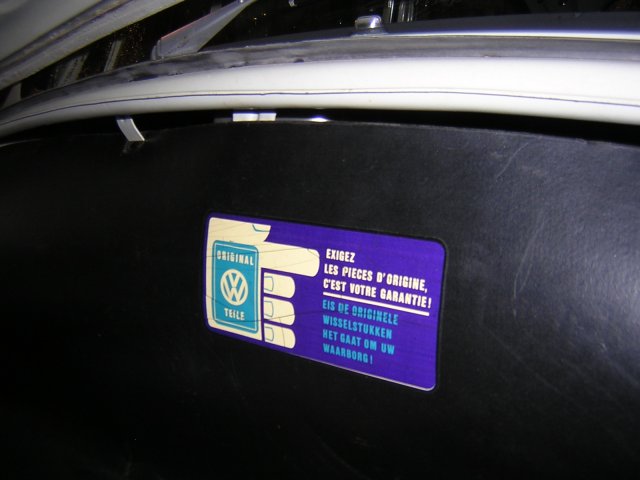 ORIGINAL
VW
TEILE
EXIGEZ
LES PIECES D'ORIGINE,
C'EST VOTRE GARANTIE!
EIS DE ORIGINELE
WISSELSTUKKEN
HET GAAT OM UW
WAARBORG!